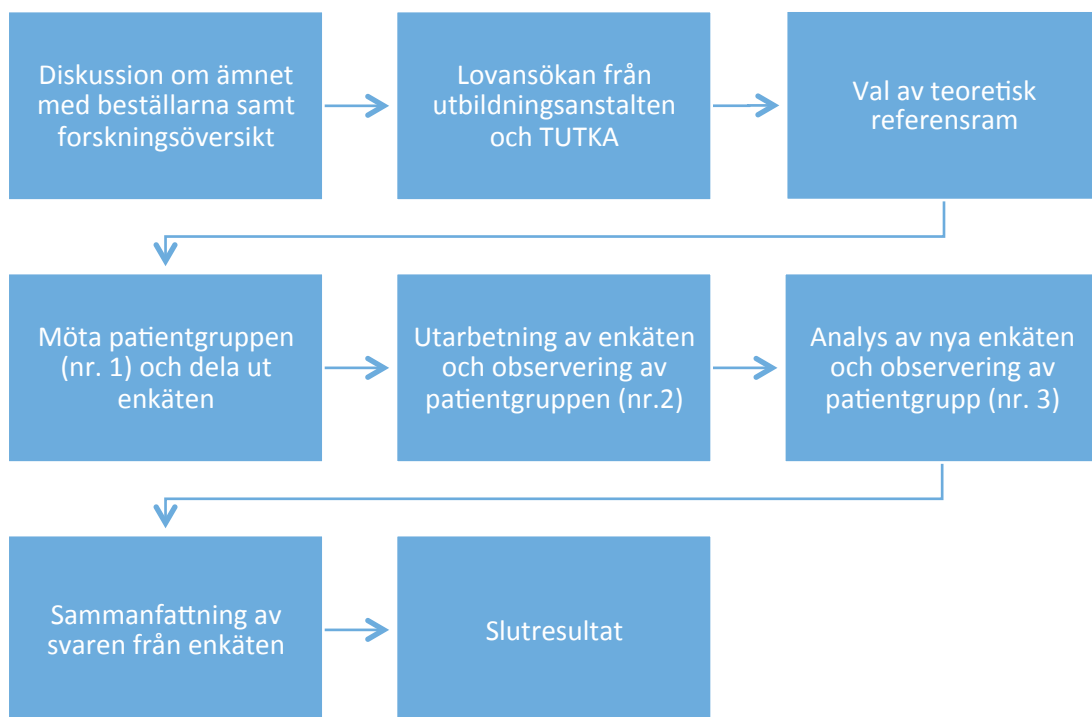 Diskussion om ämnet
med beställarna samt
forskningsöversikt
Lovansökan från
utbildningsanstalten
och TUTKA
Val av teoretisk
referensram
Möta patientgruppen
(nr. 1) och dela ut
enkäten
Utarbetning av enkäten
och observering av
patientgruppen (nr.2)
Analys av nya enkäten
och observering av
patientgrupp (nr. 3)
Sammanfattning av
svaren från enkäten
Slutresultat